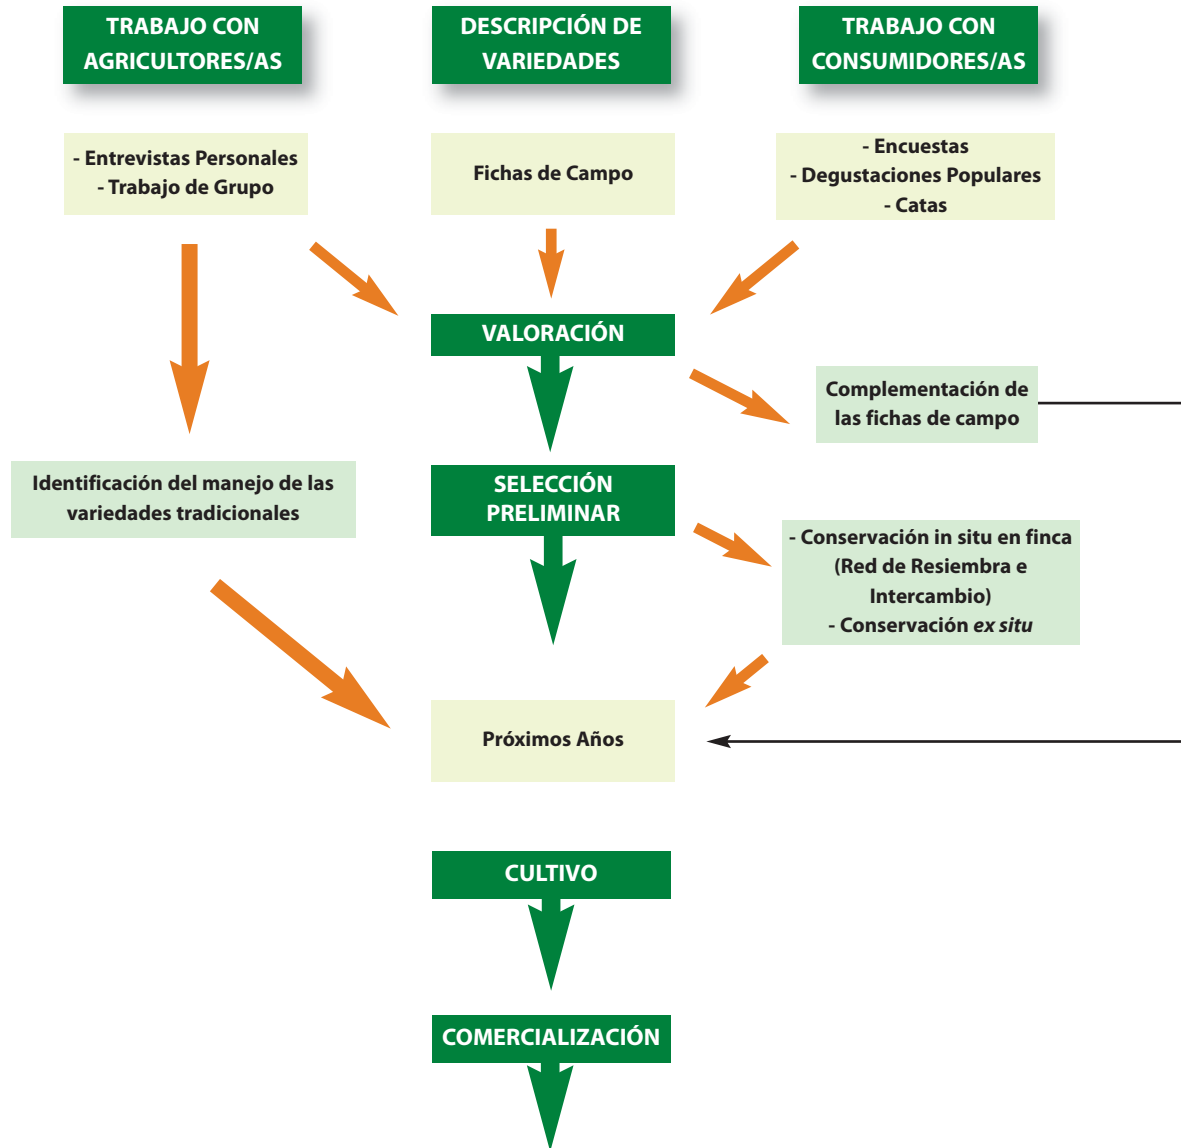 TRABAJO CON
AGRICULTORES/AS
DESCRIPCIÓN DE
VARIEDADES
TRABAJO CON
CONSUMIDORES/AS
- Entrevistas Personales
- Trabajo de Grupo
Fichas de Campo
- Encuestas
- Degustaciones Populares
- Catas
VALORACIÓN
Complementación de
las fichas de campo
Identificación del manejo de las
variedades tradicionales
SELECCIÓN
PRELIMINAR
- Conservación in situ en finca
(Red de Resiembra e
Intercambio)
- Conservación ex situ
Próximos Años
CULTIVO
COMERCIALIZACIÓN